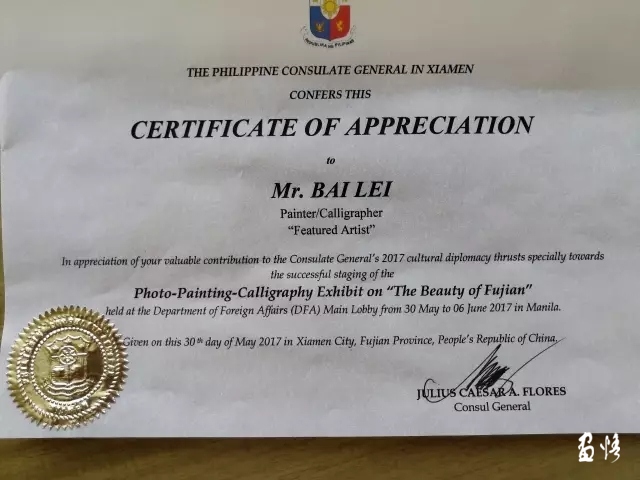 REPUBLIKA NG PILIPINAS
THE PHILIPPINE CONSULATE GENERAL IN XIAMEN
CONFERS THIS
CERTIFICATE OF APPRECIATION
to
Mr. BAI LEI
Painter/Calligrapher
“Featured Artist”
In appreciation of your valuable contribution to the Consulate General’s 2017 cultural diplomacy thrusts specially towards
the successful staging of the
Photo-Painting-Calligraphy Exhibit on “The Beauty of Fujian”
held at the Department of Foreign Affairs (DFA) Main Lobby from 30 May to 06 June 2017 in Manila.
Given on this 30th day of May 2017 in Xiamen City, Fujian Province, People’s Republic of China.
JULIUS CAESAR A. FLORES
Consul General